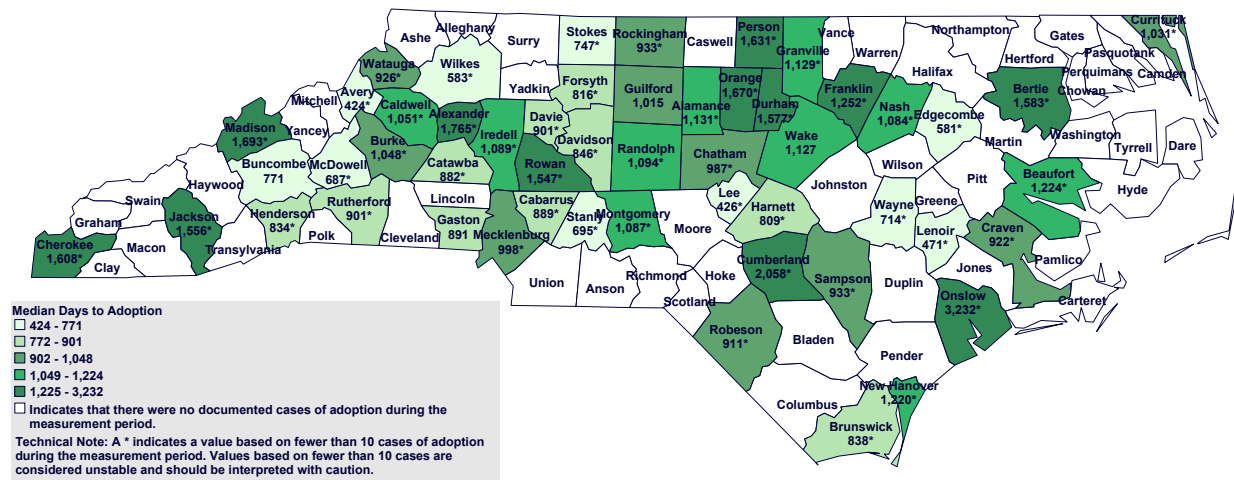 Ashe
Alleghany
Surry
Stokes
747*
Rockingham
933*
Caswell
Person
1,631*
Granville
1,129*
Vance
Warren
Northampton
Gates
Currituck
1,031*
Pasquotank
Hertford
Perquimans
Camden
Chowan
Halifax
Watauga
926*
Wilkes
583*
Yadkin
Forsyth
816*
Guilford
1,015
Alamance
1,131*
Orange
1,670*
Durham
1,577*
Franklin
1,252*
Nash
1,084*
Edgecombe
581*
Bertie
1,583*
Mitchell
Avery
424*
Caldwell
1,051*
Alexander
1,765*
Iredell
1,089*
Davie
901*
Davidson
846*
Randolph
1,094*
Chatham
987*
Wake
1,127
Wilson
Martin
Washington
Tyrrell
Dare
Madison
1,693*
Yancey
Burke
1,048*
Catawba
882*
Rowan
1,547*
Buncombe
771
McDowell
687*
Haywood
Swain
Graham
Jackson
1,556*
Henderson
834*
Rutherford
901*
Lincoln
Gaston
891
Cabarrus
889*
Stanly
695*
Montgomery
1,087*
Moore
Lee
426*
Harnett
809*
Johnston
Wayne
714*
Greene
Pitt
Beaufort
1,224*
Hyde
Lenoir
471*
Craven
922*
Pamlico
Cherokee
1,608*
Clay
Macon
Transylvania
Polk
Cleveland
Mecklenburg
998*
Union
Anson
Richmond
Scotland
Hoke
Cumberland
2,058*
Sampson
933*
Duplin
Jones
Onslow
3,232*
Carteret
Robeson
911*
Bladen
Pender
Columbus
New Hanover
1,220*
Brunswick
838*
Median Days to Adoption
424 - 771
772 - 901
902 - 1,048
1,049 - 1,224
1,225 - 3,232
Indicates that there were no documented cases of adoption during the
measurement period.
Technical Note: A * indicates a value based on fewer than 10 cases of adoption
during the measurement period. Values based on fewer than 10 cases are
considered unstable and should be interpreted with caution.